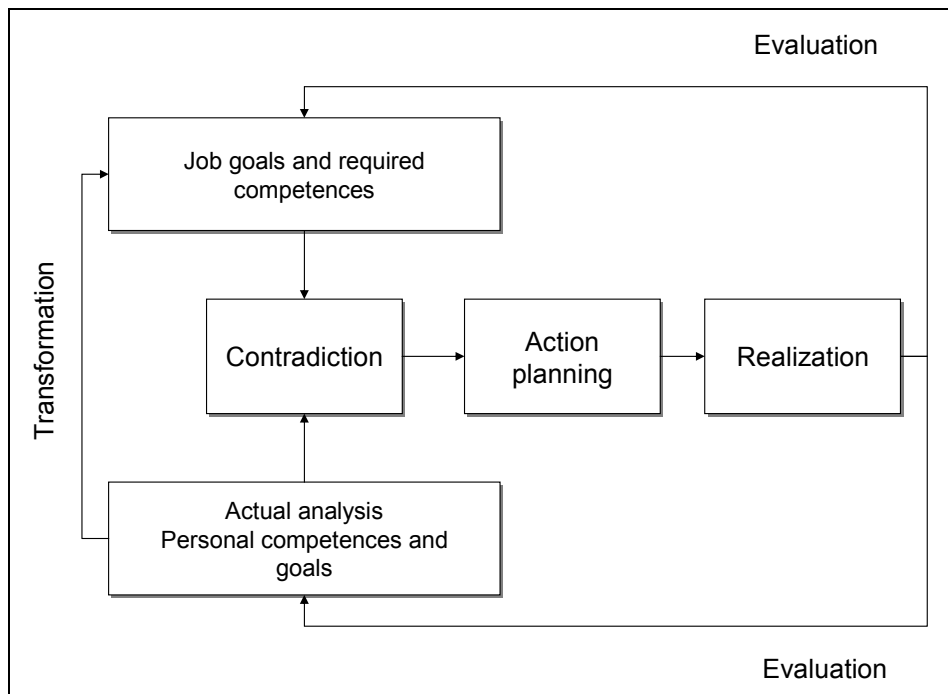 Evaluation
Job goals and required
competences
Transformation
Contradiction
Action
planning
Realization
Actual analysis
Personal competences and
goals
Evaluation